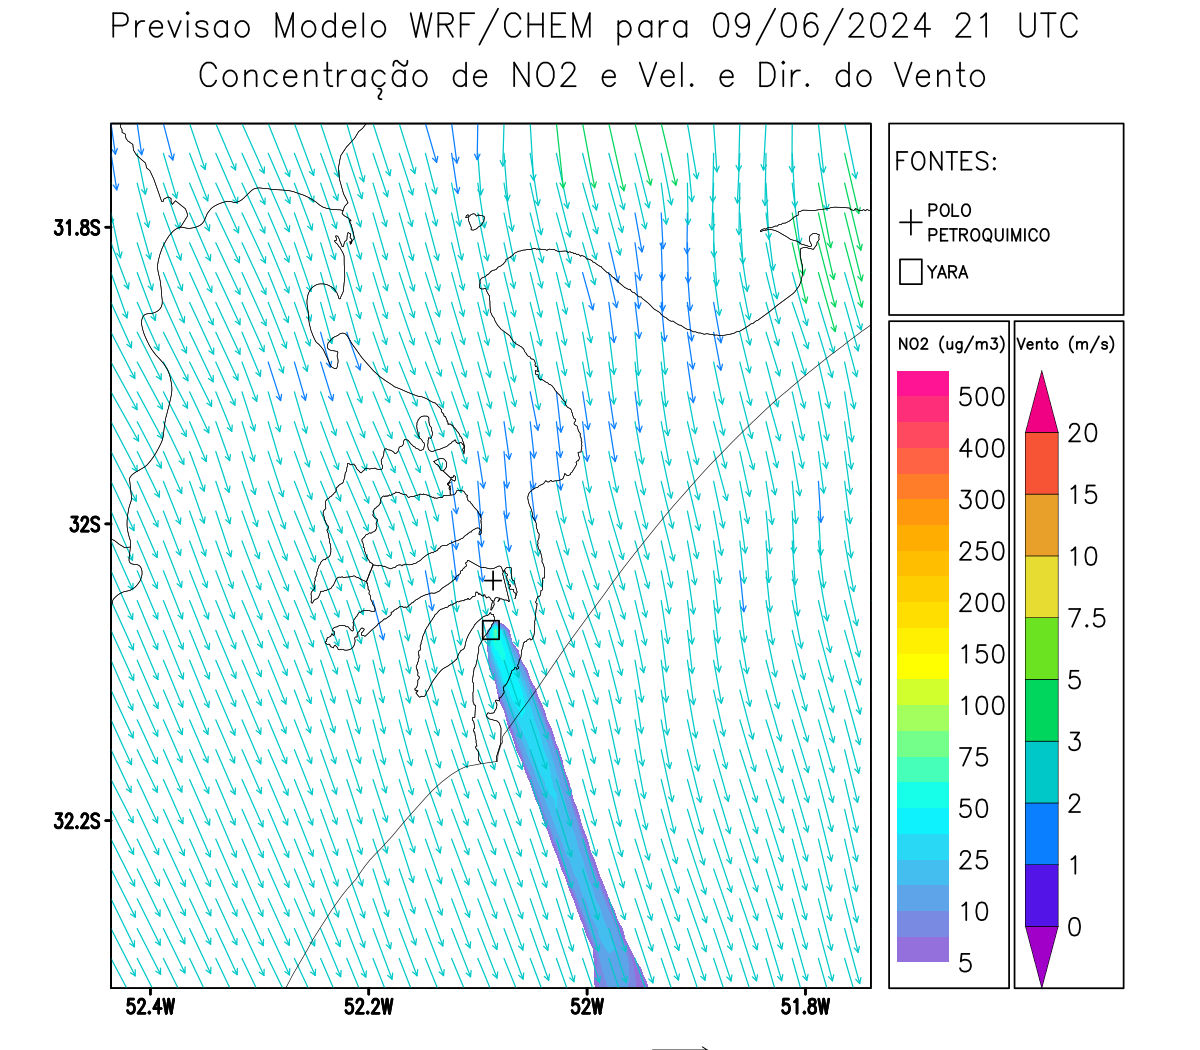 Previsao Modelo WRF/CHEM para 09/06/2024 21 UTC
Concentração de NO2 e Vel. e Dir. do Vento
FONTES:
POLO
PETROQUIMICO
YARA
31.8S
32S
32.2S
52.4W
52.2W
52W
51.8W
NO2 (ug/m3)
500
400
300
250
200
150
100
75
50
25
10
5
Vento (m/s)
20
15
10
7.5
5
3
2
1
0